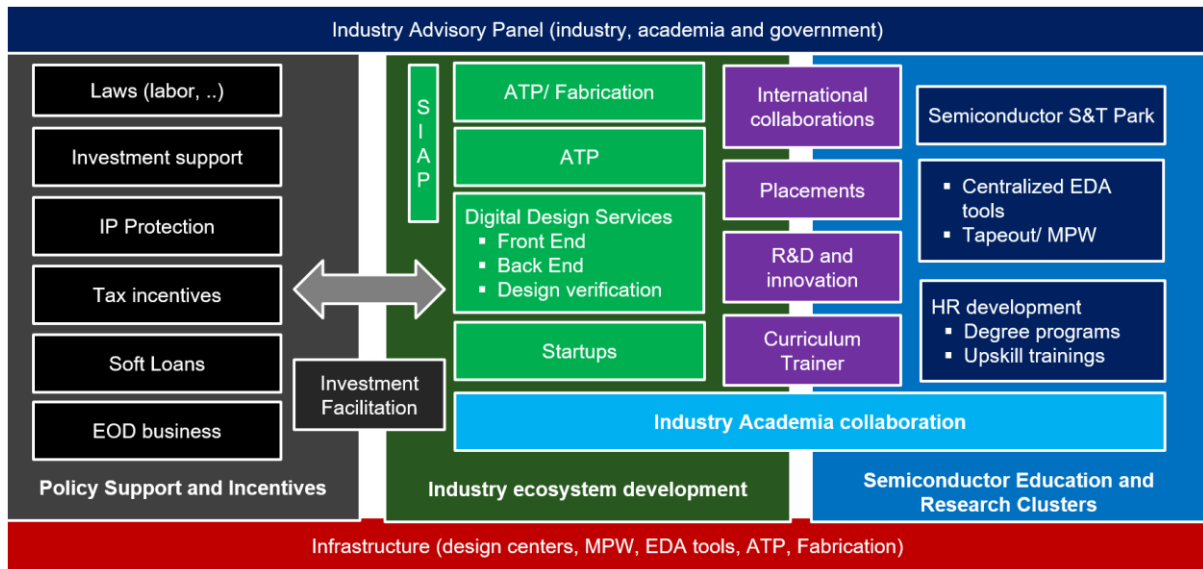 Industry Advisory Panel (industry, academia and government)
Laws (labor, ..)
Investment support
IP Protection
Tax incentives
Soft Loans
EOD business
Policy Support and Incentives
Investment
Facilitation
S
I
A
P
ATP/ Fabrication
ATP
Digital Design Services
▪ Front End
▪ Back End
▪ Design verification
Startups
Industry ecosystem development
International
collaborations
Placements
R&D and
innovation
Curriculum
Trainer
Industry Academia collaboration
Semiconductor S&T Park
▪ Centralized EDA
tools
▪ Tapeout/ MPW
HR development
▪ Degree programs
▪ Upskill trainings
Semiconductor Education and
Research Clusters
Infrastructure (design centers, MPW, EDA tools, ATP, Fabrication)